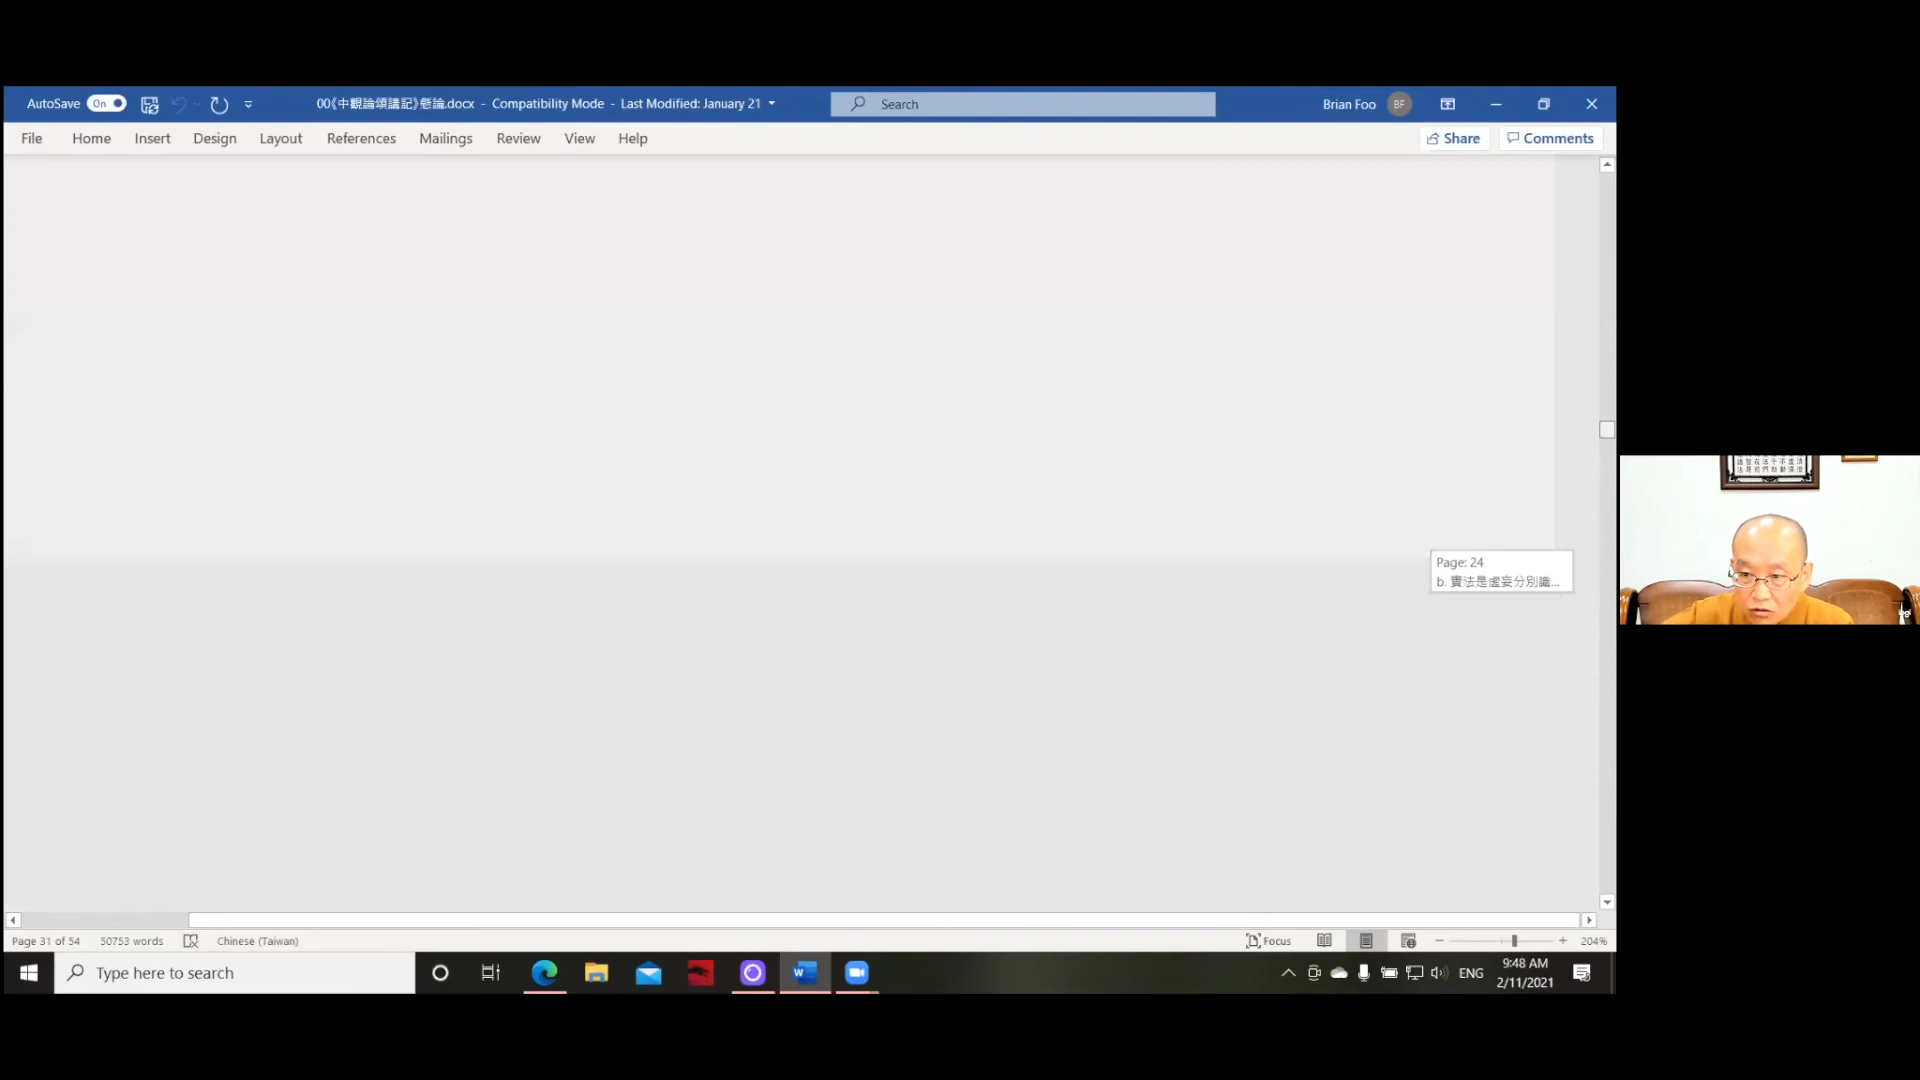 AutoSave On 00《中觀論頌講記》懸論.docx - Compatibility Mode - Last Modified: January 21 Search Brian Foo BF
File Home Insert Design Layout References Mailings Review View Help Share Comments
Page: 24
b. 實法是虛妄分別識...
Page 31 of 54 50753 words Chinese (Taiwan) Focus 204%
Type here to search ENG 9:48 AM
2/11/2021